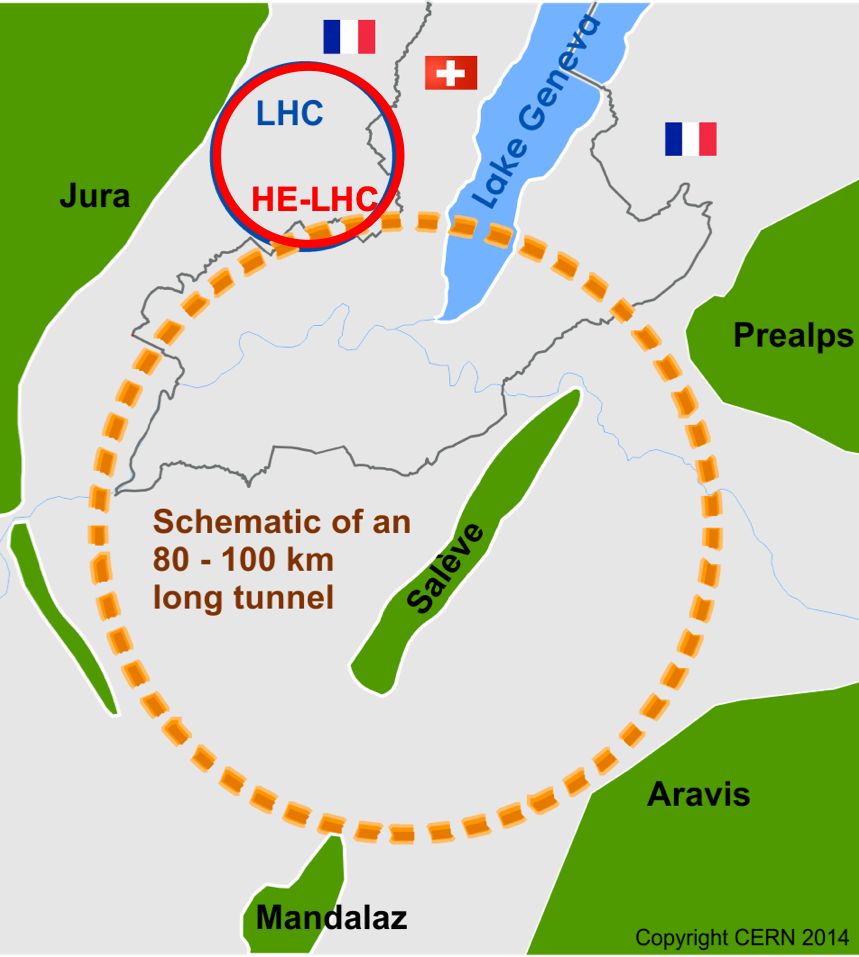 LHC
Lake Geneva
Jura
HE-LHC
Prealps
Schematic of an
80 - 100 km
long tunnel
Salève
Aravis
Mandalaz
Copyright CERN 2014